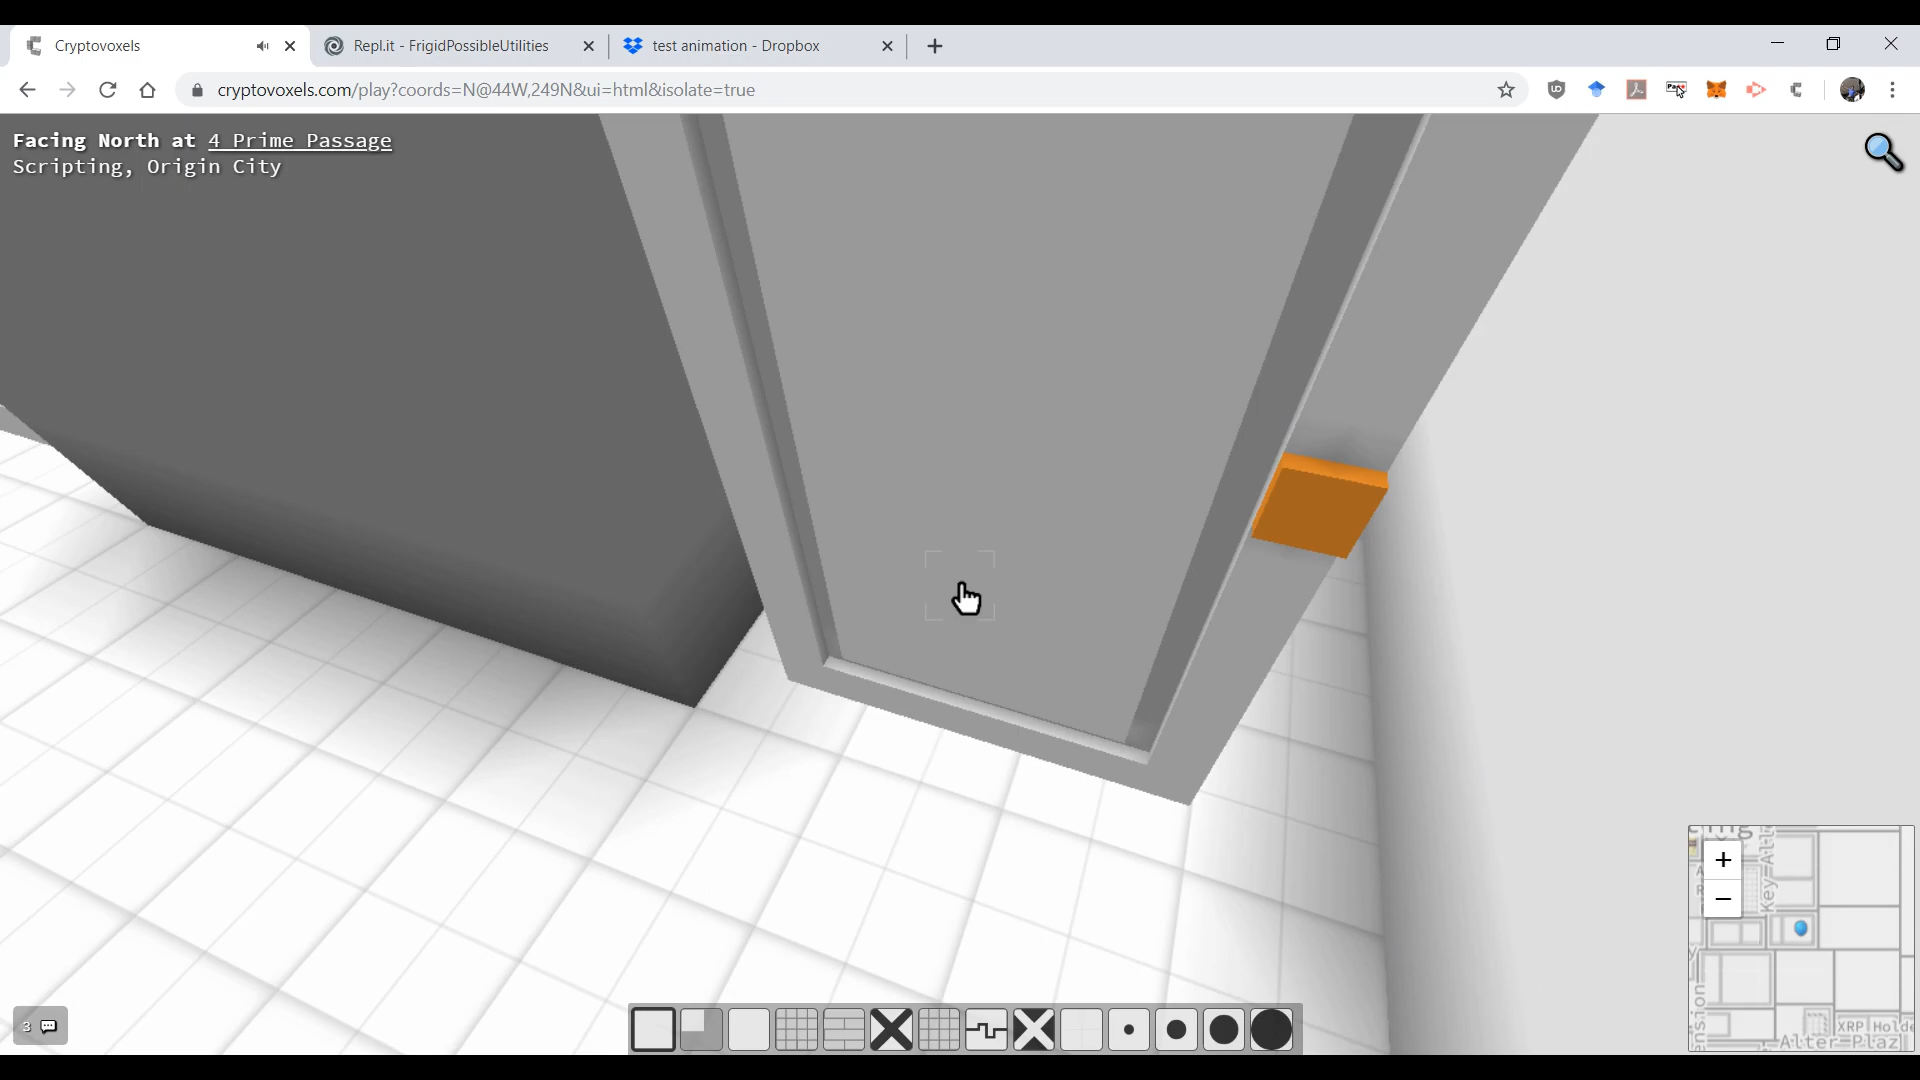 Cryptovoxels
Repl.it - FrigidPossibleUtilities
test animation - Dropbox
cryptovoxels.com/play?coords=N@44W,249N&ui=html&isolate=true
Facing North at 4 Prime Passage
Scripting, Origin City
+
−
Key
XRP Holde
Alter Plaz
3